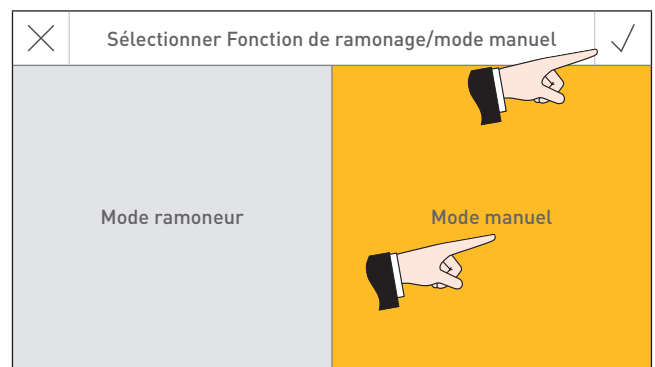 Sélectionner Fonction de ramonage/mode manuel
Mode ramoneur
Mode manuel